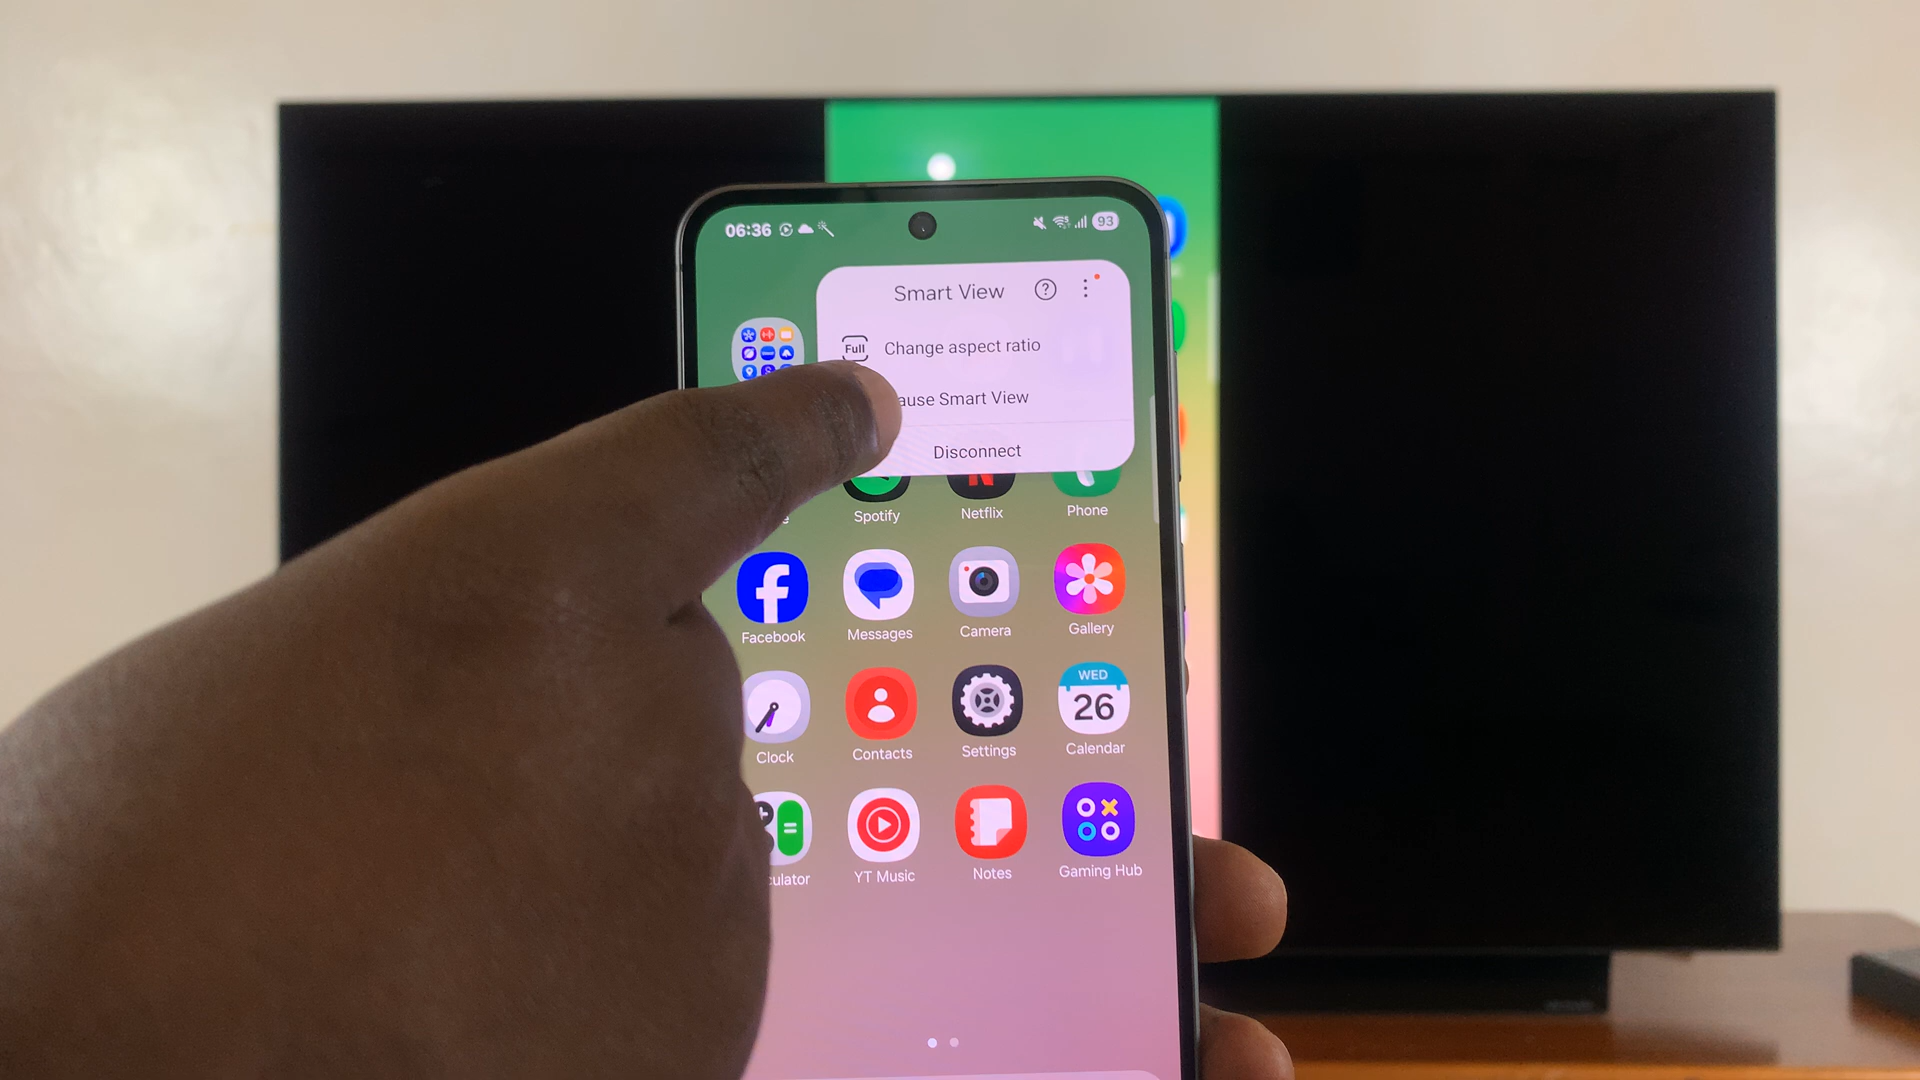 06:36 93
Smart View ?
Full Change aspect ratio
ause Smart View
Disconnect
e Spotify Netflix Phone
Facebook Messages Camera Gallery
WED
26
Clock Contacts Settings Calendar
culator YT Music Notes Gaming Hub